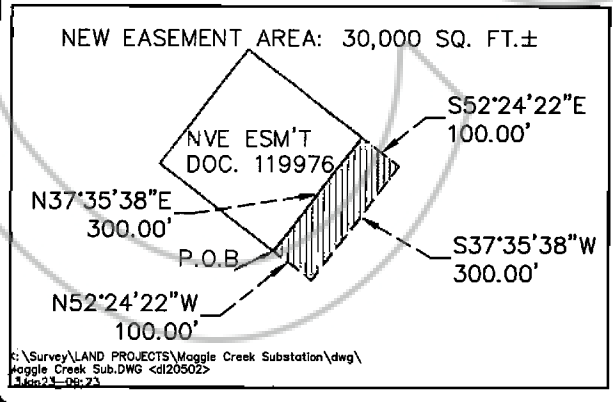 NEW EASEMENT AREA: 30,000 SQ. FT.±
S52°24'22"E
100.00'
NVE ESM'T
DOC. 119976
N37°35'38"E
300.00'
P.O.B
S37°35'38"W
300.00'
N52°24'22"W
100.00'
\Survey\LAND PROJECTS\Maggie Creek Substation\dwg\
Maggie Creek Sub.DWG <dl20502>